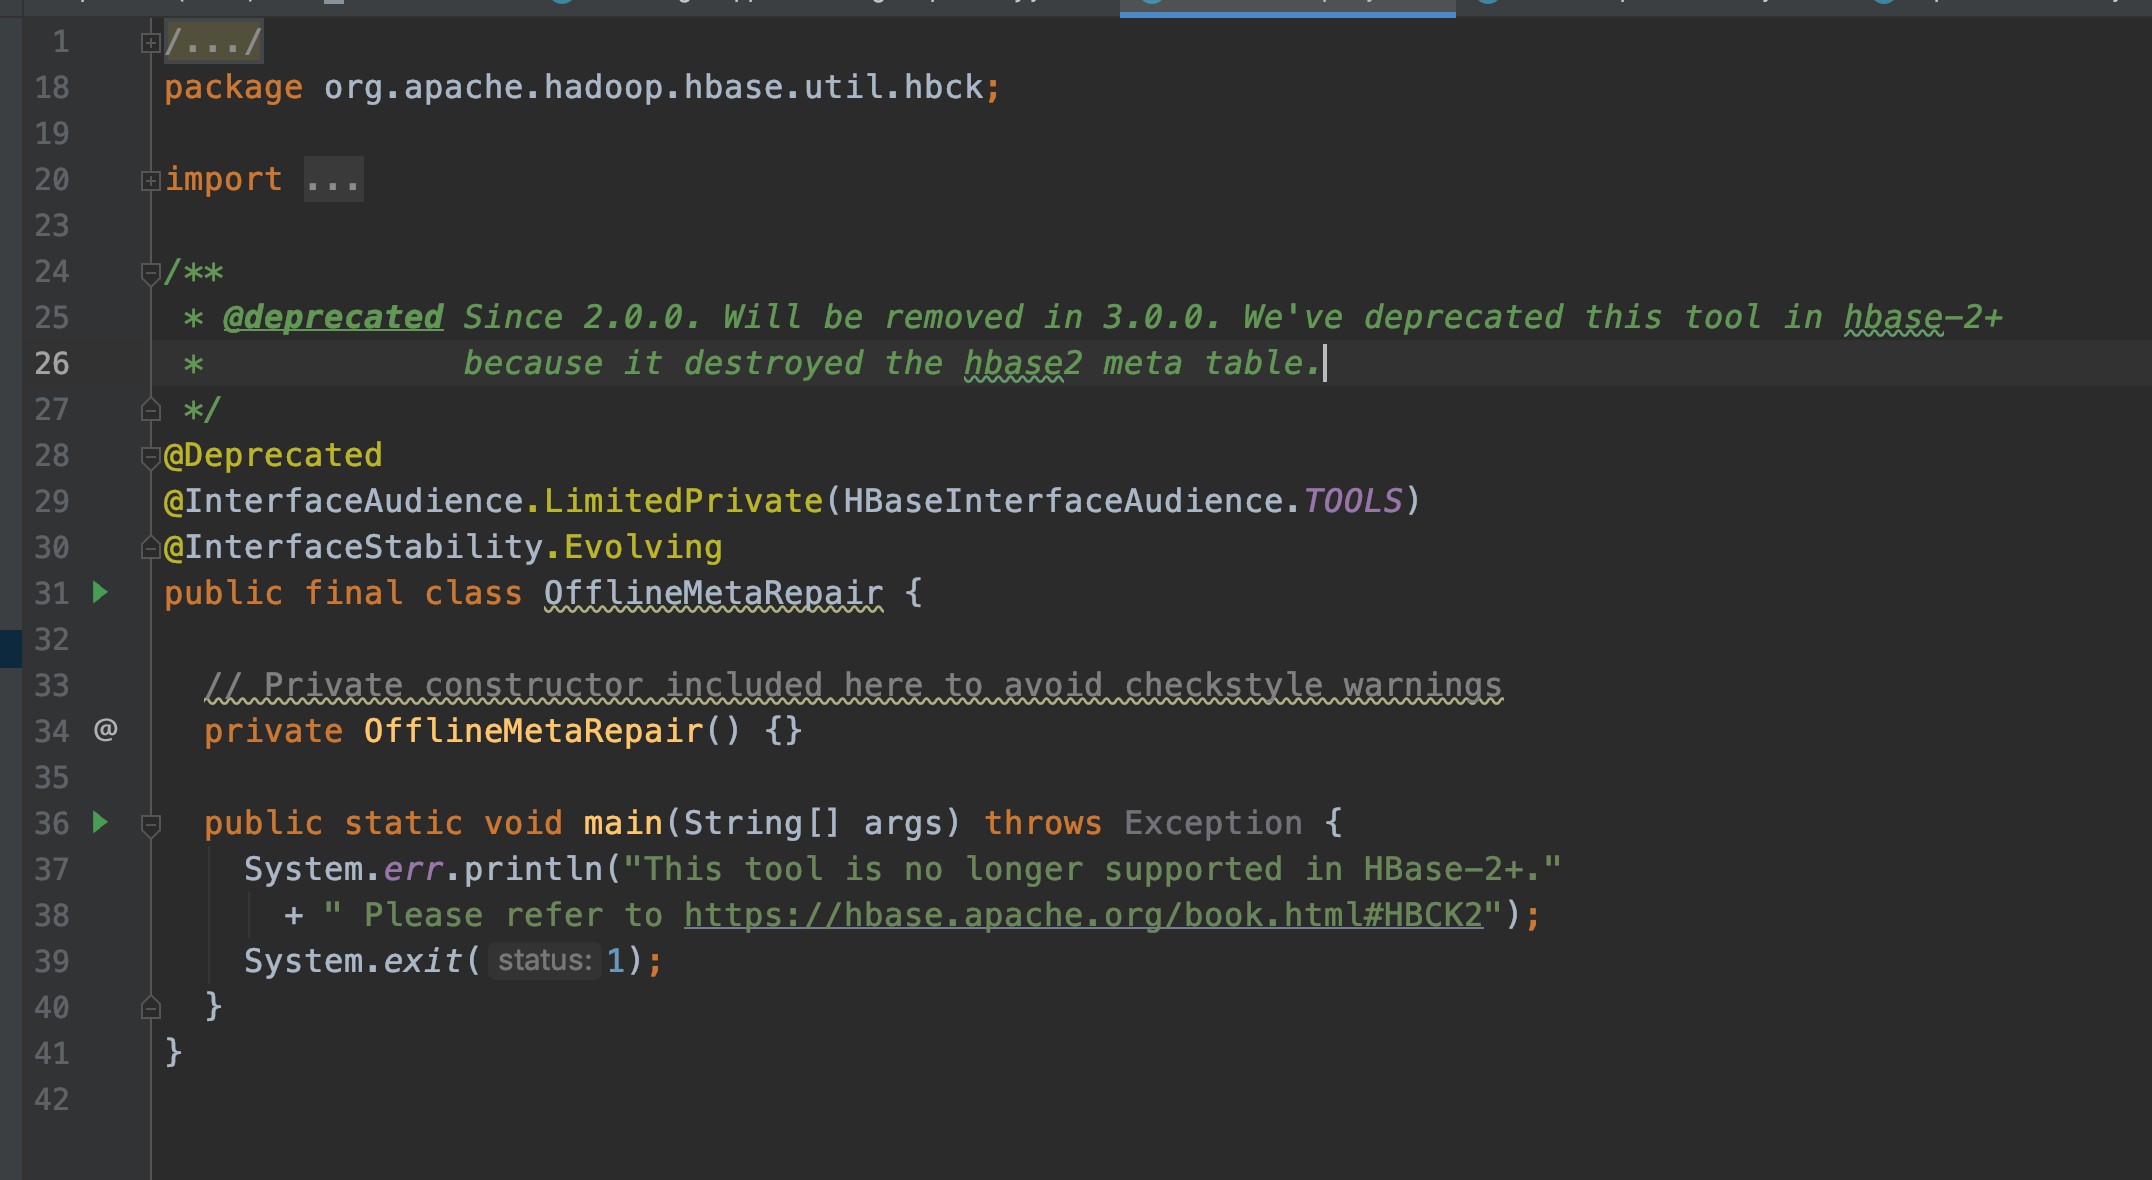 1 /.../
18 package org.apache.hadoop.hbase.util.hbck;
19
20 import ...
23
24 /**
25 * @deprecated Since 2.0.0. Will be removed in 3.0.0. We've deprecated this tool in hbase-2+
26 * because it destroyed the hbase2 meta table.
27 */
28 @Deprecated
29 @InterfaceAudience.LimitedPrivate(HBaseInterfaceAudience.TOOLS)
30 @InterfaceStability.Evolving
31 public final class OfflineMetaRepair {
32
33 // Private constructor included here to avoid checkstyle warnings
34 @ private OfflineMetaRepair() {}
35
36 public static void main(String[] args) throws Exception {
37 System.err.println("This tool is no longer supported in HBase-2+."
38 + " Please refer to https://hbase.apache.org/book.html#HBCK2");
39 System.exit( status: 1);
40 }
41 }
42